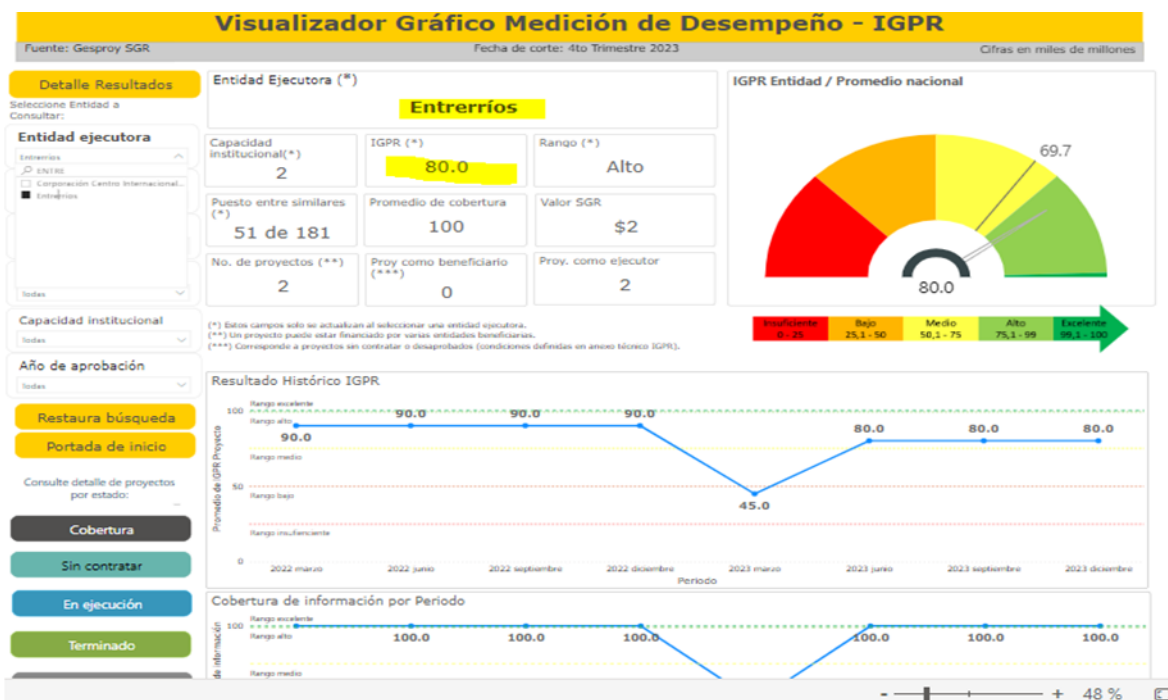 Visualizador Gráfico Medición de Desempeño - IGPR
Fuente: Gesproy SGR
Fecha de corte: 4to Trimestre 2023
Cifras en miles de millones
Detalle Resultados
Seleccione Entidad a
Consultar:
Entidad ejecutora
Entrerríos
ENTRE
Corporación Centro Internacional...
Entrerríos
Todas
Capacidad institucional
Todas
Año de aprobación
Todas
Restaura búsqueda
Portada de inicio
Consulte detalle de proyectos
por estado:
Cobertura
Sin contratar
En ejecución
Terminado
Entidad Ejecutora (*)
Entrerríos
Capacidad
institucional(*)
2
IGPR (*)
80.0
Rango (*)
Alto
Puesto entre similares
(*)
51 de 181
Promedio de cobertura
100
Valor SGR
$2
No. de proyectos (**)
2
Proy como beneficiario
(***)
0
Proy. como ejecutor
2
(*) Estos campos solo se actualizan al seleccionar una entidad ejecutora.
(**) Un proyecto puede estar financiado por varias entidades beneficiarias.
(***) Corresponde a proyectos sin contratar o desaprobados (condiciones definidas en anexo técnico IGPR).
IGPR Entidad / Promedio nacional
69.7
80.0
Insuficiente
0 - 25
Bajo
25,1 - 50
Medio
50,1 - 75
Alto
75,1 - 99
Excelente
99,1 - 100
Resultado Histórico IGPR
Promedio de IGPR Proyecto
100
50
0
Rango excelente
Rango alto
Rango medio
Rango bajo
Rango insufienciente
90.0
90.0
90.0
90.0
45.0
80.0
80.0
80.0
2022 marzo
2022 junio
2022 septiembre
2022 diciembre
2023 marzo
2023 junio
2023 septiembre
2023 diciembre
Periodo
Cobertura de información por Periodo
de información
100
Rango excelente
Rango alto
Rango medio
100.0
100.0
100.0
100.0
100.0
100.0
- + 48 %